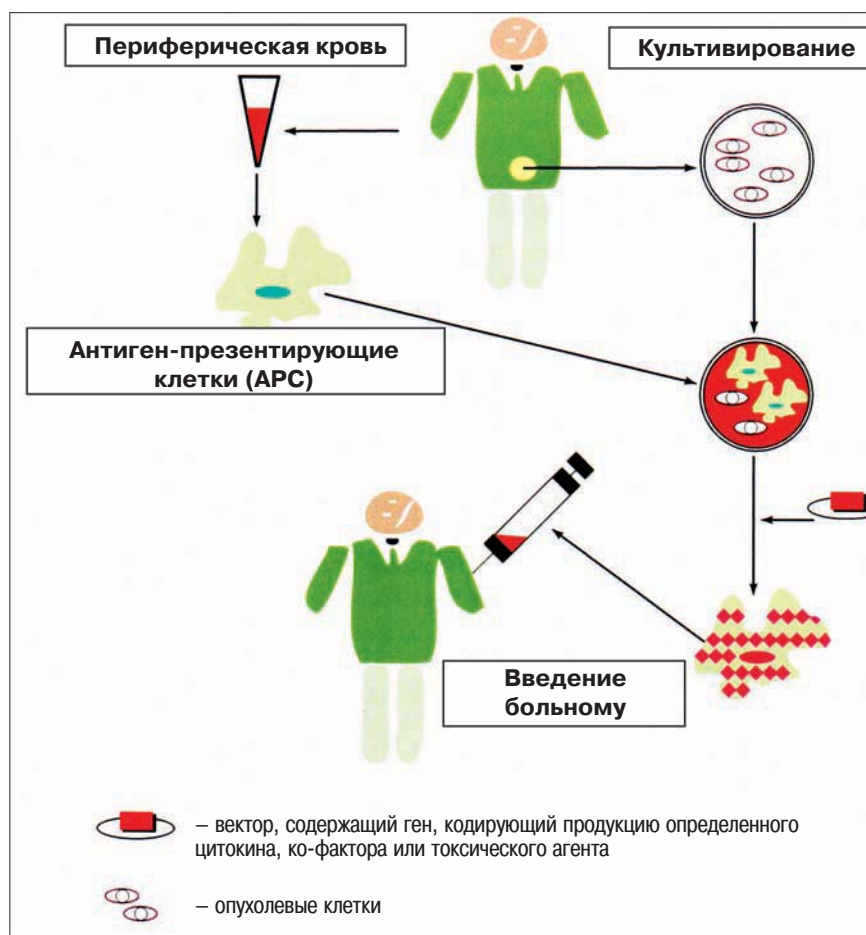 Периферическая кровь
Культивирование
Антиген-презентирующие
клетки (АРС)
Введение
больному
– вектор, содержащий ген, кодирующий продукцию определенного
цитокина, ко-фактора или токсического агента
– опухолевые клетки